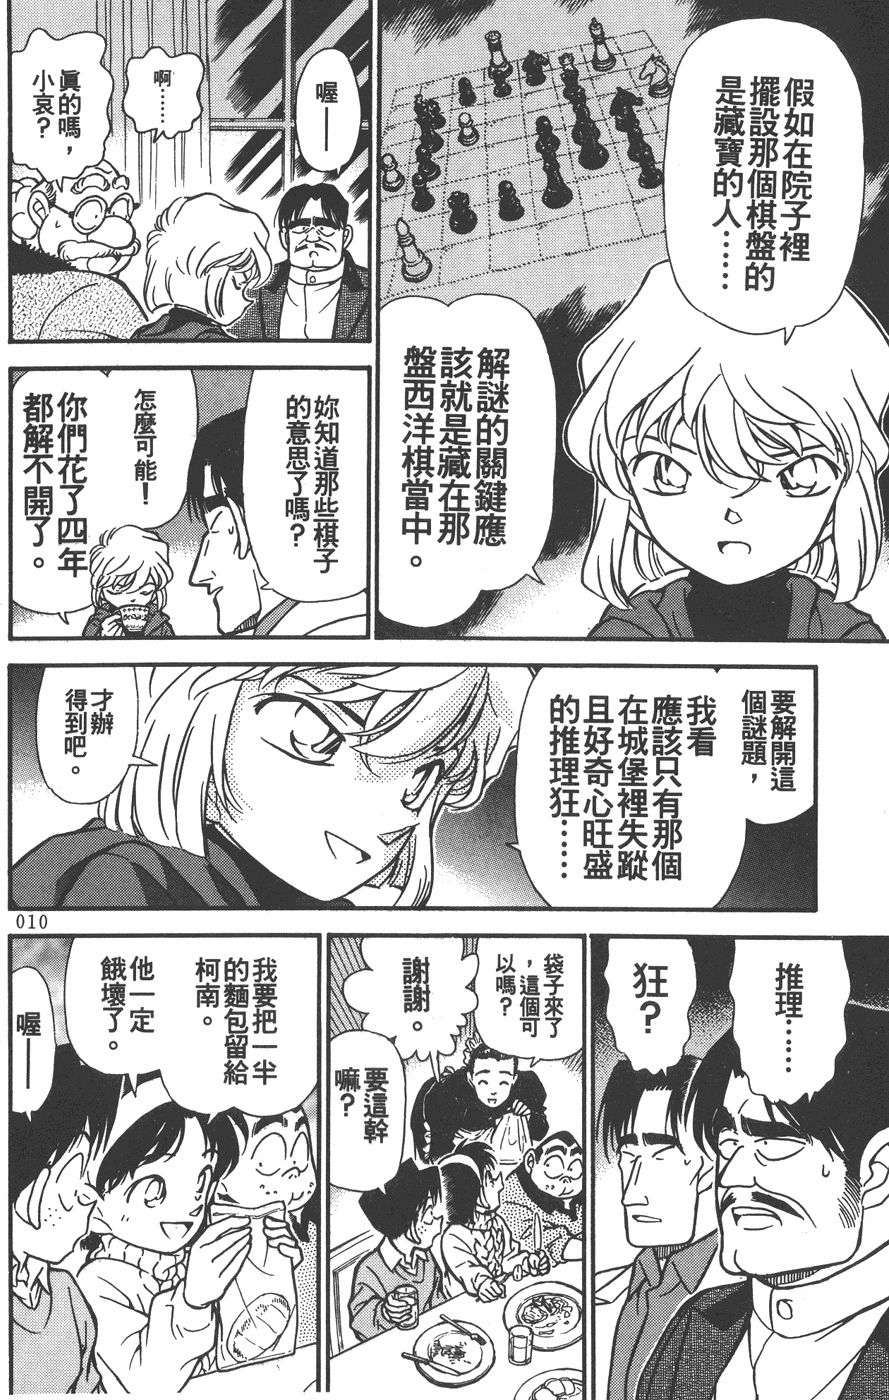 假如在院子裡
擺設那個棋盤的
是藏寶的人……
解謎的關鍵應
該就是藏在那
盤西洋棋當中。
喔——
啊……
眞的嗎，
小哀？
妳知道那些棋子
的意思了嗎？
怎麼可能！
你們花了四年
都解不開了。
要解開這
個謎題，
我看
應該只有那個
在城堡裡失蹤
且好奇心旺盛
的推理狂……
才辦
得到吧。
010
推理……
狂？
袋子來了
，這個可
以嗎？
謝謝。
要這幹
嘛？
我要把一半
的麵包留給
柯南。
他一定
餓壞了。
喔——